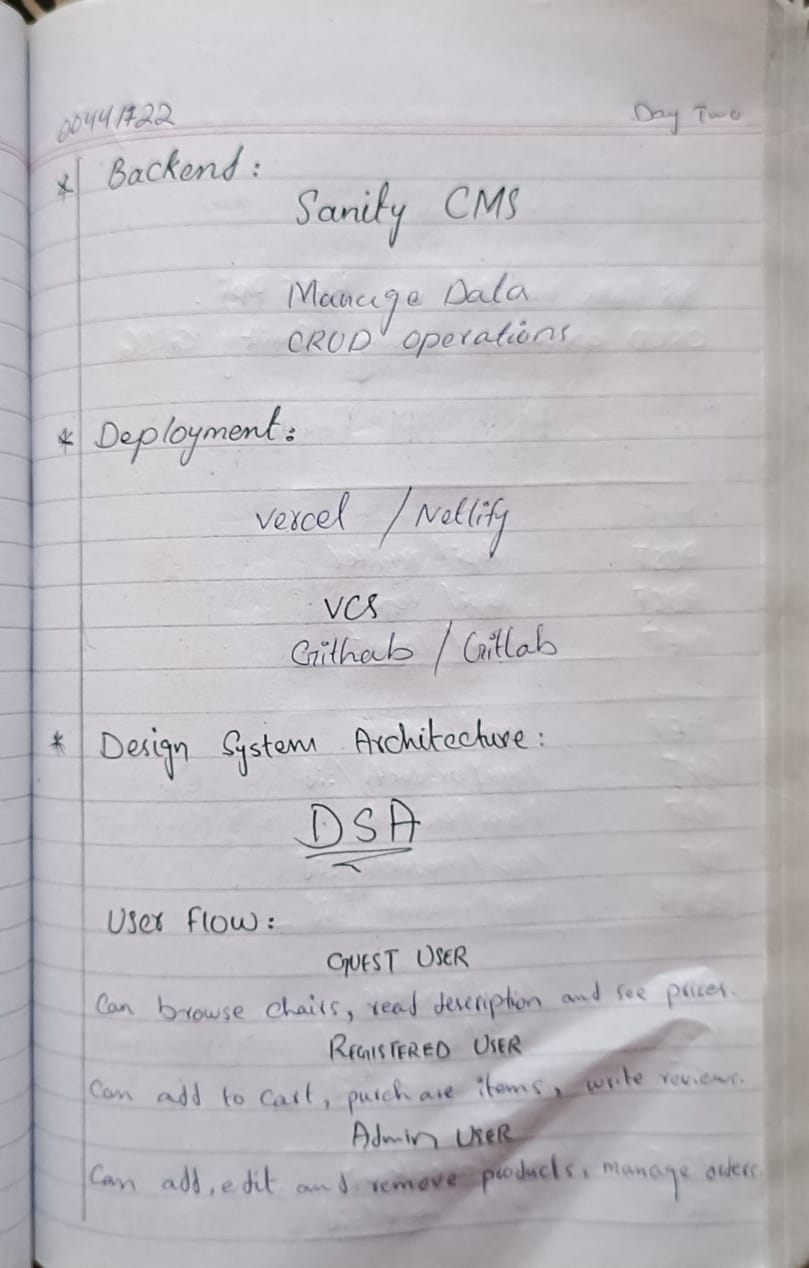 00441722 Day Two
* Backend:
Sanity CMS
Manage Data
CRUD operations
* Deployment:
Vercel / Netlify
VCS
Github / Gitlab
* Design System Architecture:
DSA
User flow:
GUEST USER
Can browse chairs, read description and see prices.
REGISTERED USER
Can add to cart, purchase items, write reviews.
Admin USER
Can add, edit and remove products, manage orders.